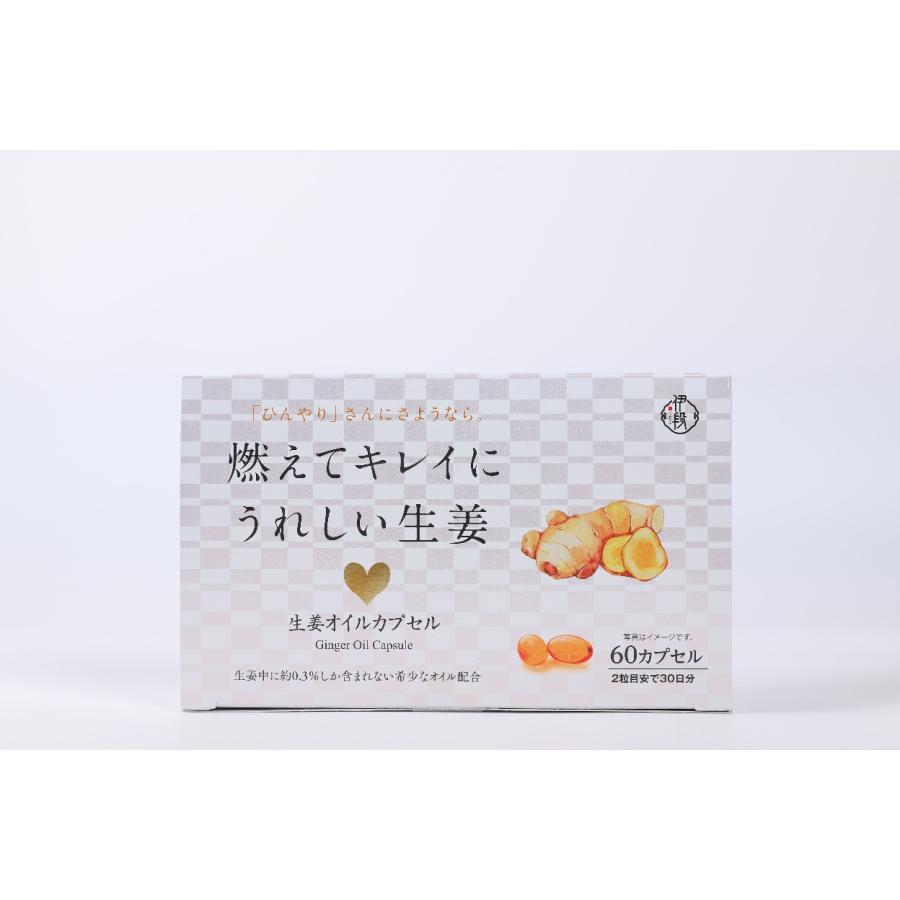 「ひんやり」さんにさようなら。
伊段
燃えてキレイに
うれしい生姜
生姜オイルカプセル
Ginger Oil Capsule
生姜中に約0.3%しか含まれない希少なオイル配合
写真はイメージです。
60カプセル
2粒目安で30日分